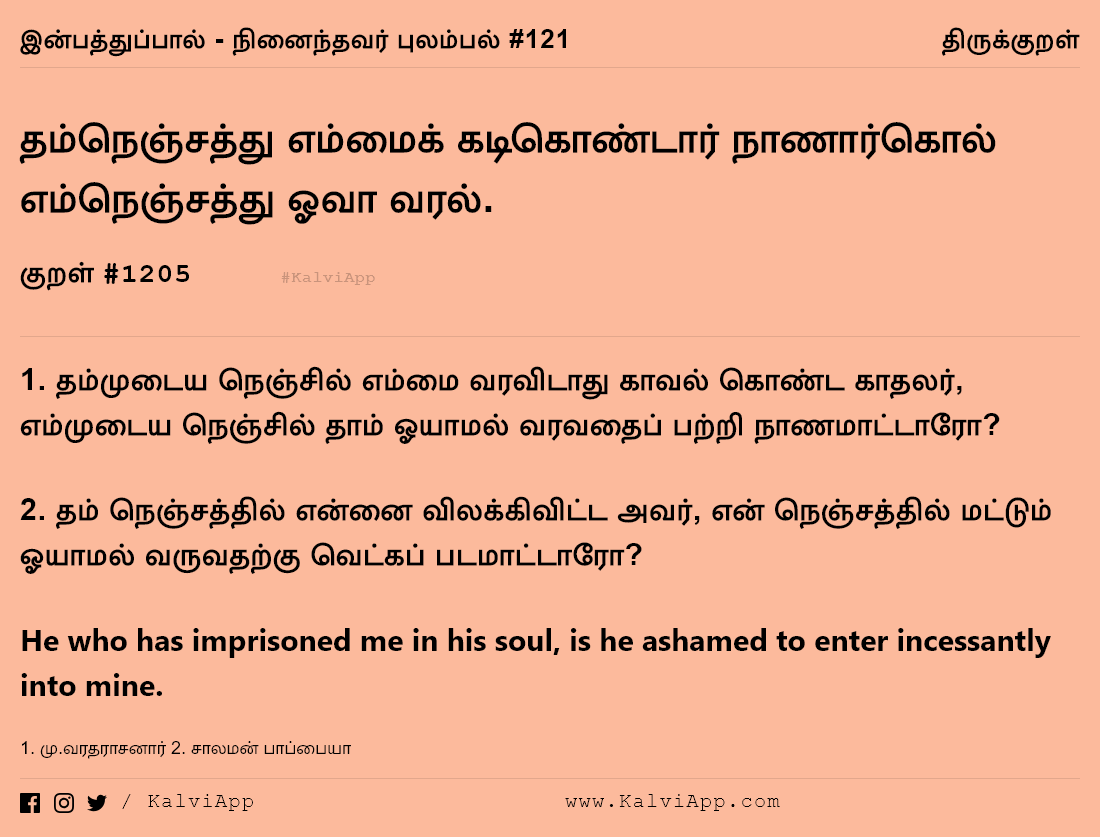 இன்பத்துப்பால் - நினைந்தவர் புலம்பல் #121 திருக்குறள்
தம்நெஞ்சத்து எம்மைக் கடிகொண்டார் நாணார்கொல்
எம்நெஞ்சத்து ஓவா வரல்.
குறள் #1205 #KalviApp
1. தம்முடைய நெஞ்சில் எம்மை வரவிடாது காவல் கொண்ட காதலர்,
எம்முடைய நெஞ்சில் தாம் ஓயாமல் வரவதைப் பற்றி நாணமாட்டாரோ?
2. தம் நெஞ்சத்தில் என்னை விலக்கிவிட்ட அவர், என் நெஞ்சத்தில் மட்டும்
ஓயாமல் வருவதற்கு வெட்கப் படமாட்டாரோ?
He who has imprisoned me in his soul, is he ashamed to enter incessantly
into mine.
1. மு.வரதராசனார் 2. சாலமன் பாப்பையா
/ KalviApp www.KalviApp.com